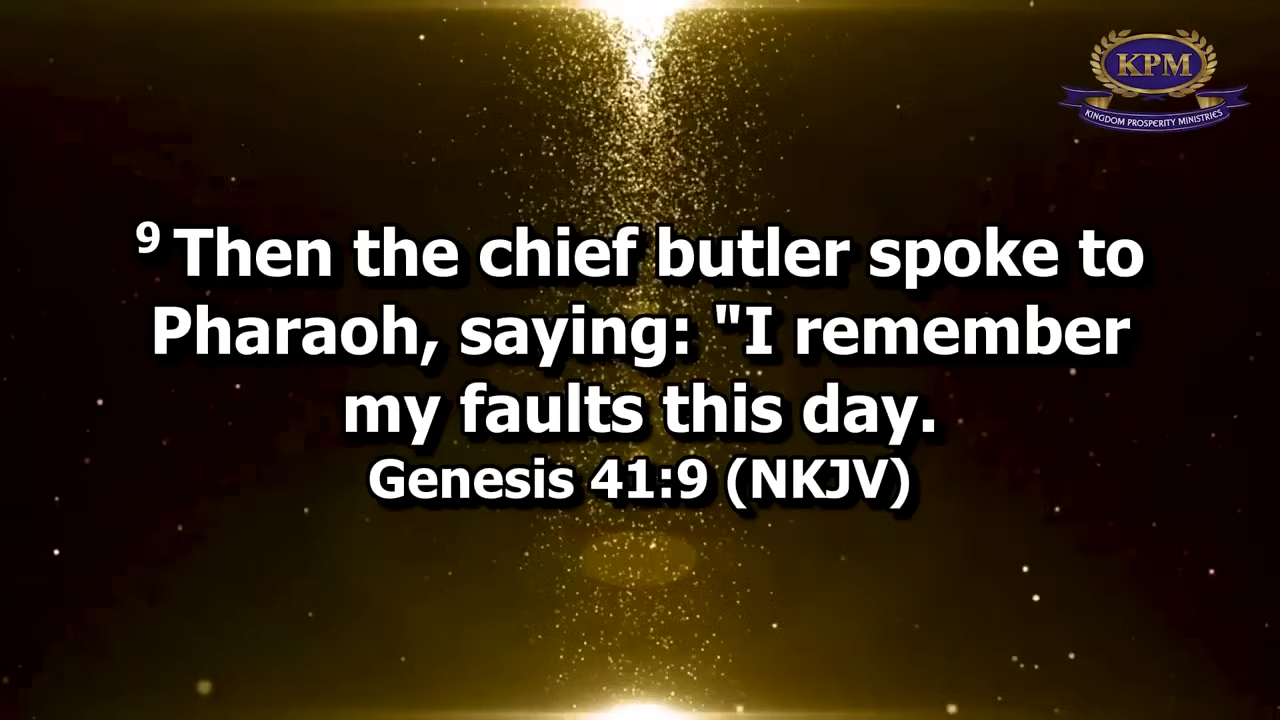 KPM
KINGDOM PROSPERITY MINISTRIES
9 Then the chief butler spoke to
Pharaoh, saying: "I remember
my faults this day.
Genesis 41:9 (NKJV)